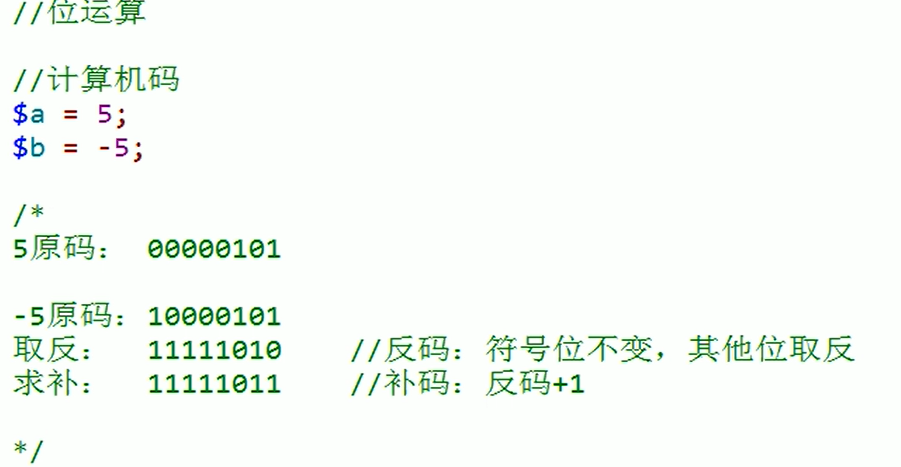 //位运算
//计算机码
$a = 5;
$b = -5;
/*
5原码： 00000101
-5原码：10000101
取反： 11111010 //反码：符号位不变，其他位取反
求补： 11111011 //补码：反码+1
*/